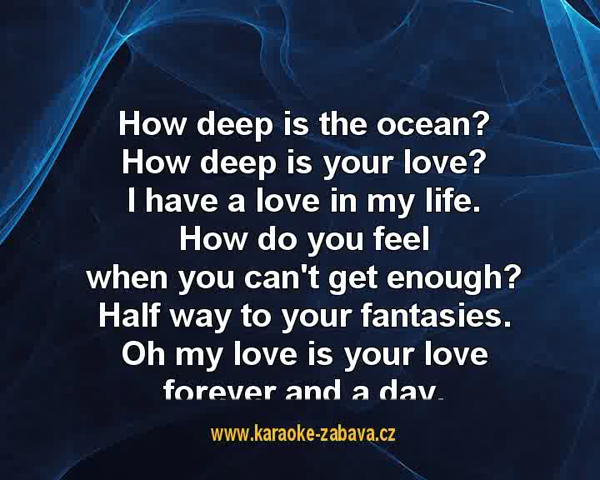 How deep is the ocean?
How deep is your love?
I have a love in my life.
How do you feel
when you can't get enough?
Half way to your fantasies.
Oh my love is your love
forever and a day.
www.karaoke-zabava.cz